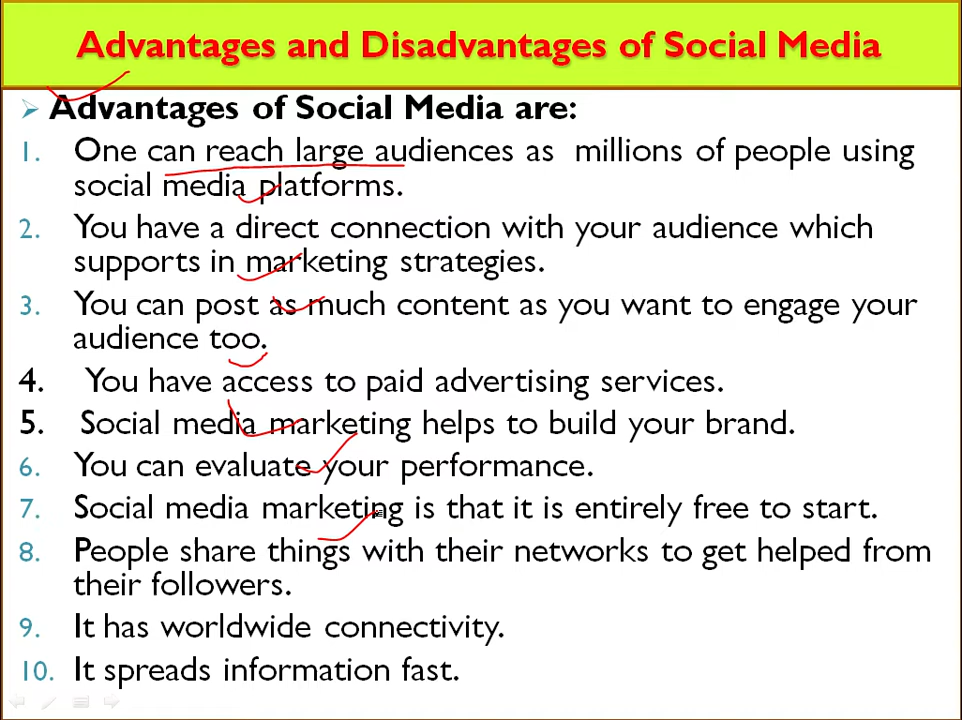 Advantages and Disadvantages of Social Media
Advantages of Social Media are:
1. One can reach large audiences as millions of people using
social media platforms.
2. You have a direct connection with your audience which
supports in marketing strategies.
3. You can post as much content as you want to engage your
audience too.
4. You have access to paid advertising services.
5. Social media marketing helps to build your brand.
6. You can evaluate your performance.
7. Social media marketing is that it is entirely free to start.
8. People share things with their networks to get helped from
their followers.
9. It has worldwide connectivity.
10. It spreads information fast.